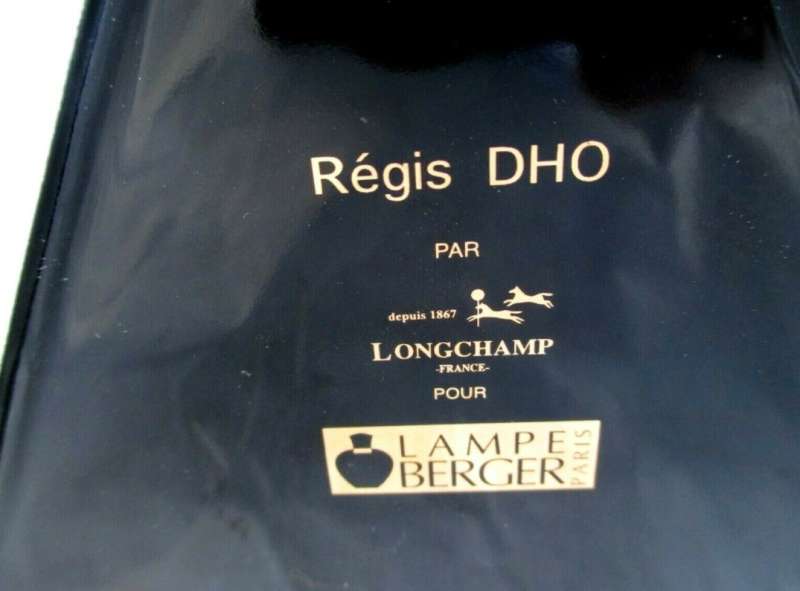 Régis DHO
PAR
depuis 1867
LONGCHAMP
-FRANCE-
POUR
LAMPE
BERGER
PARIS